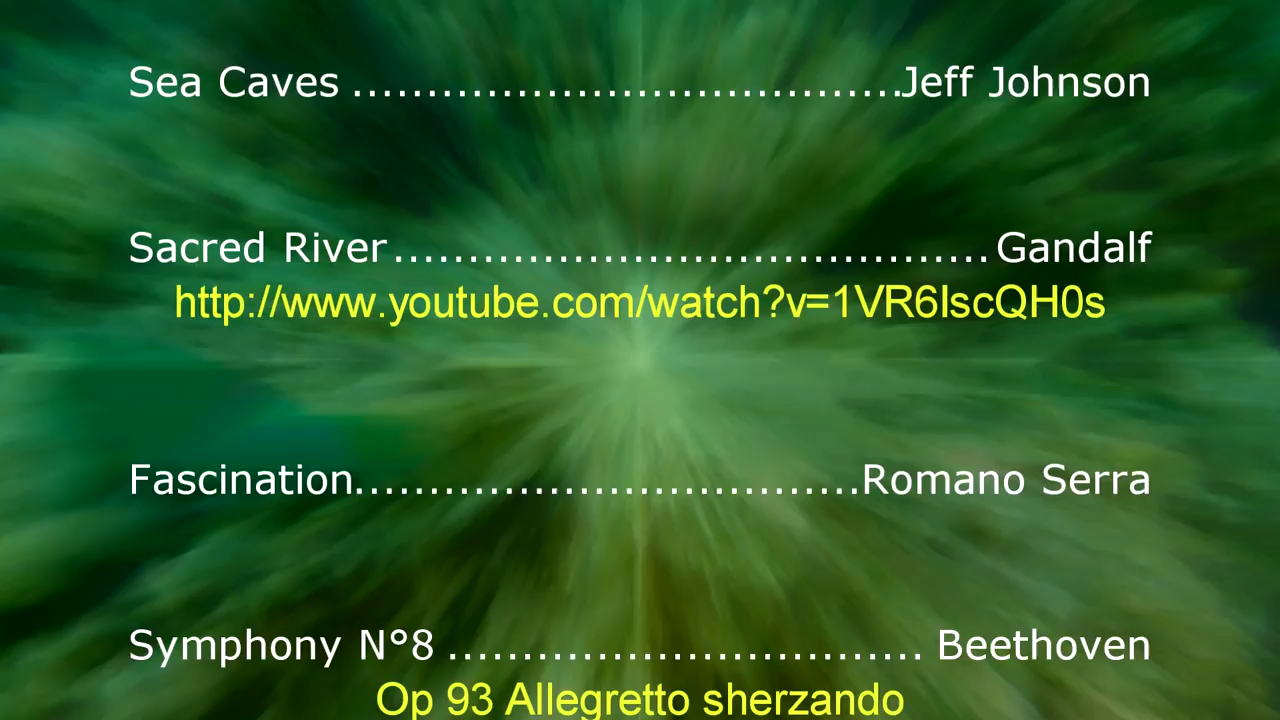 Sea Caves .....................................Jeff Johnson
Sacred River........................................ Gandalf
http://www.youtube.com/watch?v=1VR6IscQH0s
Fascination..................................Romano Serra
Symphony N°8 ................................ Beethoven
Op 93 Allegretto sherzando